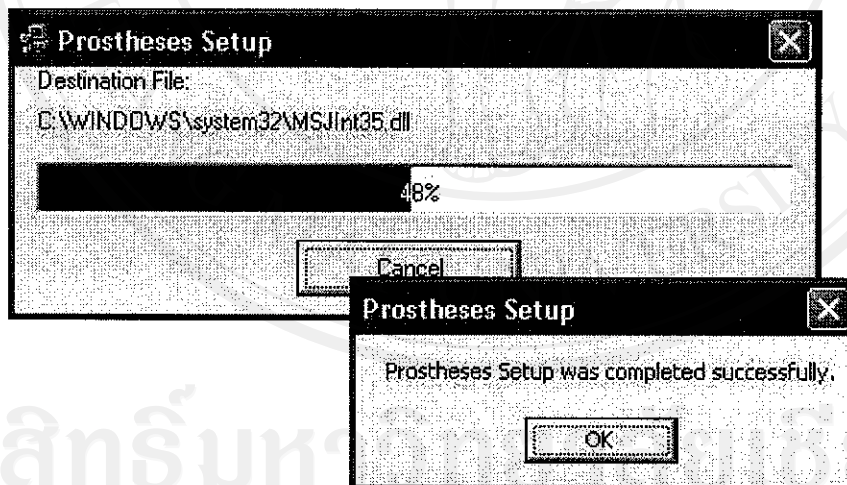 Prostheses Setup
Destination File:
C:\WINDOWS\system32\MSJInt35.dll
48%
Cancel
Prostheses Setup
Prostheses Setup was completed successfully.
OK